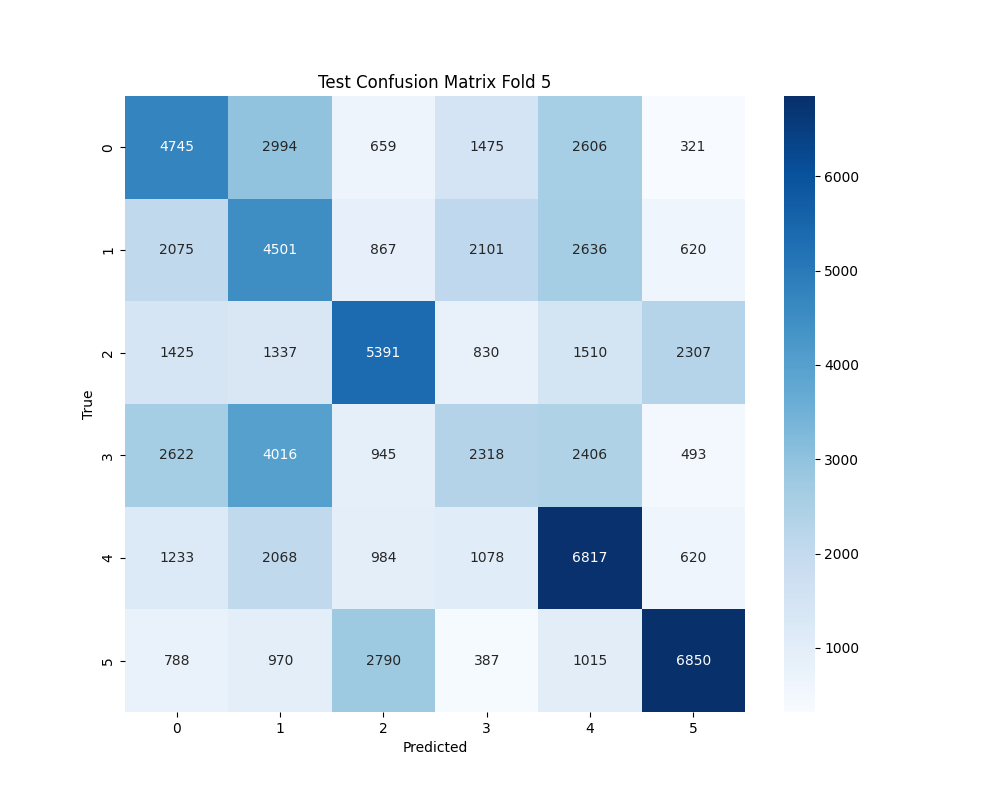 Test Confusion Matrix Fold 5
True
0 4745 2994 659 1475 2606 321
1 2075 4501 867 2101 2636 620
2 1425 1337 5391 830 1510 2307
3 2622 4016 945 2318 2406 493
4 1233 2068 984 1078 6817 620
5 788 970 2790 387 1015 6850
0 1 2 3 4 5
Predicted
6000
5000
4000
3000
2000
1000